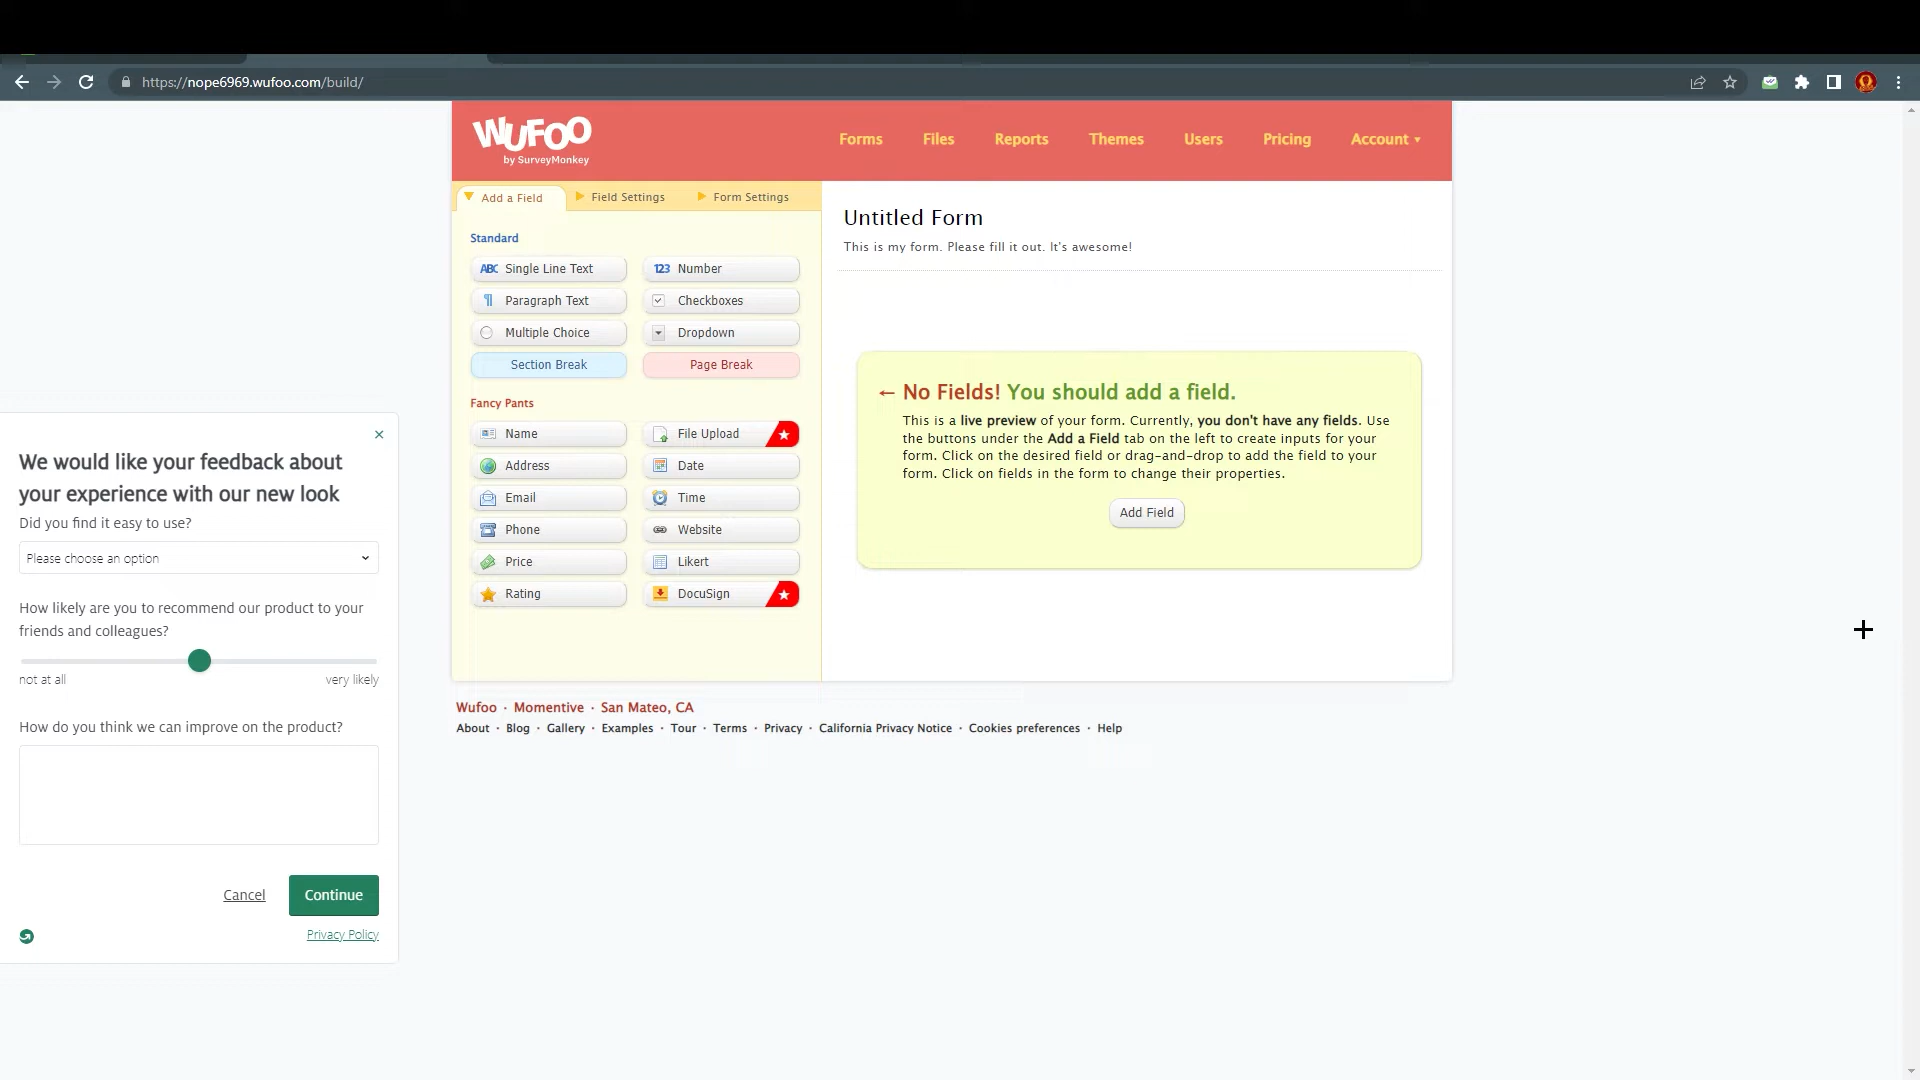 https://nope6969.wufoo.com/build/
WUFOO
by SurveyMonkey
Forms Files Reports Themes Users Pricing Account
Add a Field Field Settings Form Settings
Standard
ABC Single Line Text
123 Number
Paragraph Text
Checkboxes
Multiple Choice
Dropdown
Section Break
Page Break
Fancy Pants
Name
File Upload
Address
Date
Email
Time
Phone
Website
Price
Likert
Rating
DocuSign
Untitled Form
This is my form. Please fill it out. It's awesome!
← No Fields! You should add a field.
This is a live preview of your form. Currently, you don't have any fields. Use
the buttons under the Add a Field tab on the left to create inputs for your
form. Click on the desired field or drag-and-drop to add the field to your
form. Click on fields in the form to change their properties.
Add Field
We would like your feedback about
your experience with our new look
Did you find it easy to use?
Please choose an option
How likely are you to recommend our product to your
friends and colleagues?
not at all very likely
How do you think we can improve on the product?
Cancel Continue
Privacy Policy
Wufoo · Momentive · San Mateo, CA
About · Blog · Gallery · Examples · Tour · Terms · Privacy · California Privacy Notice · Cookies preferences · Help